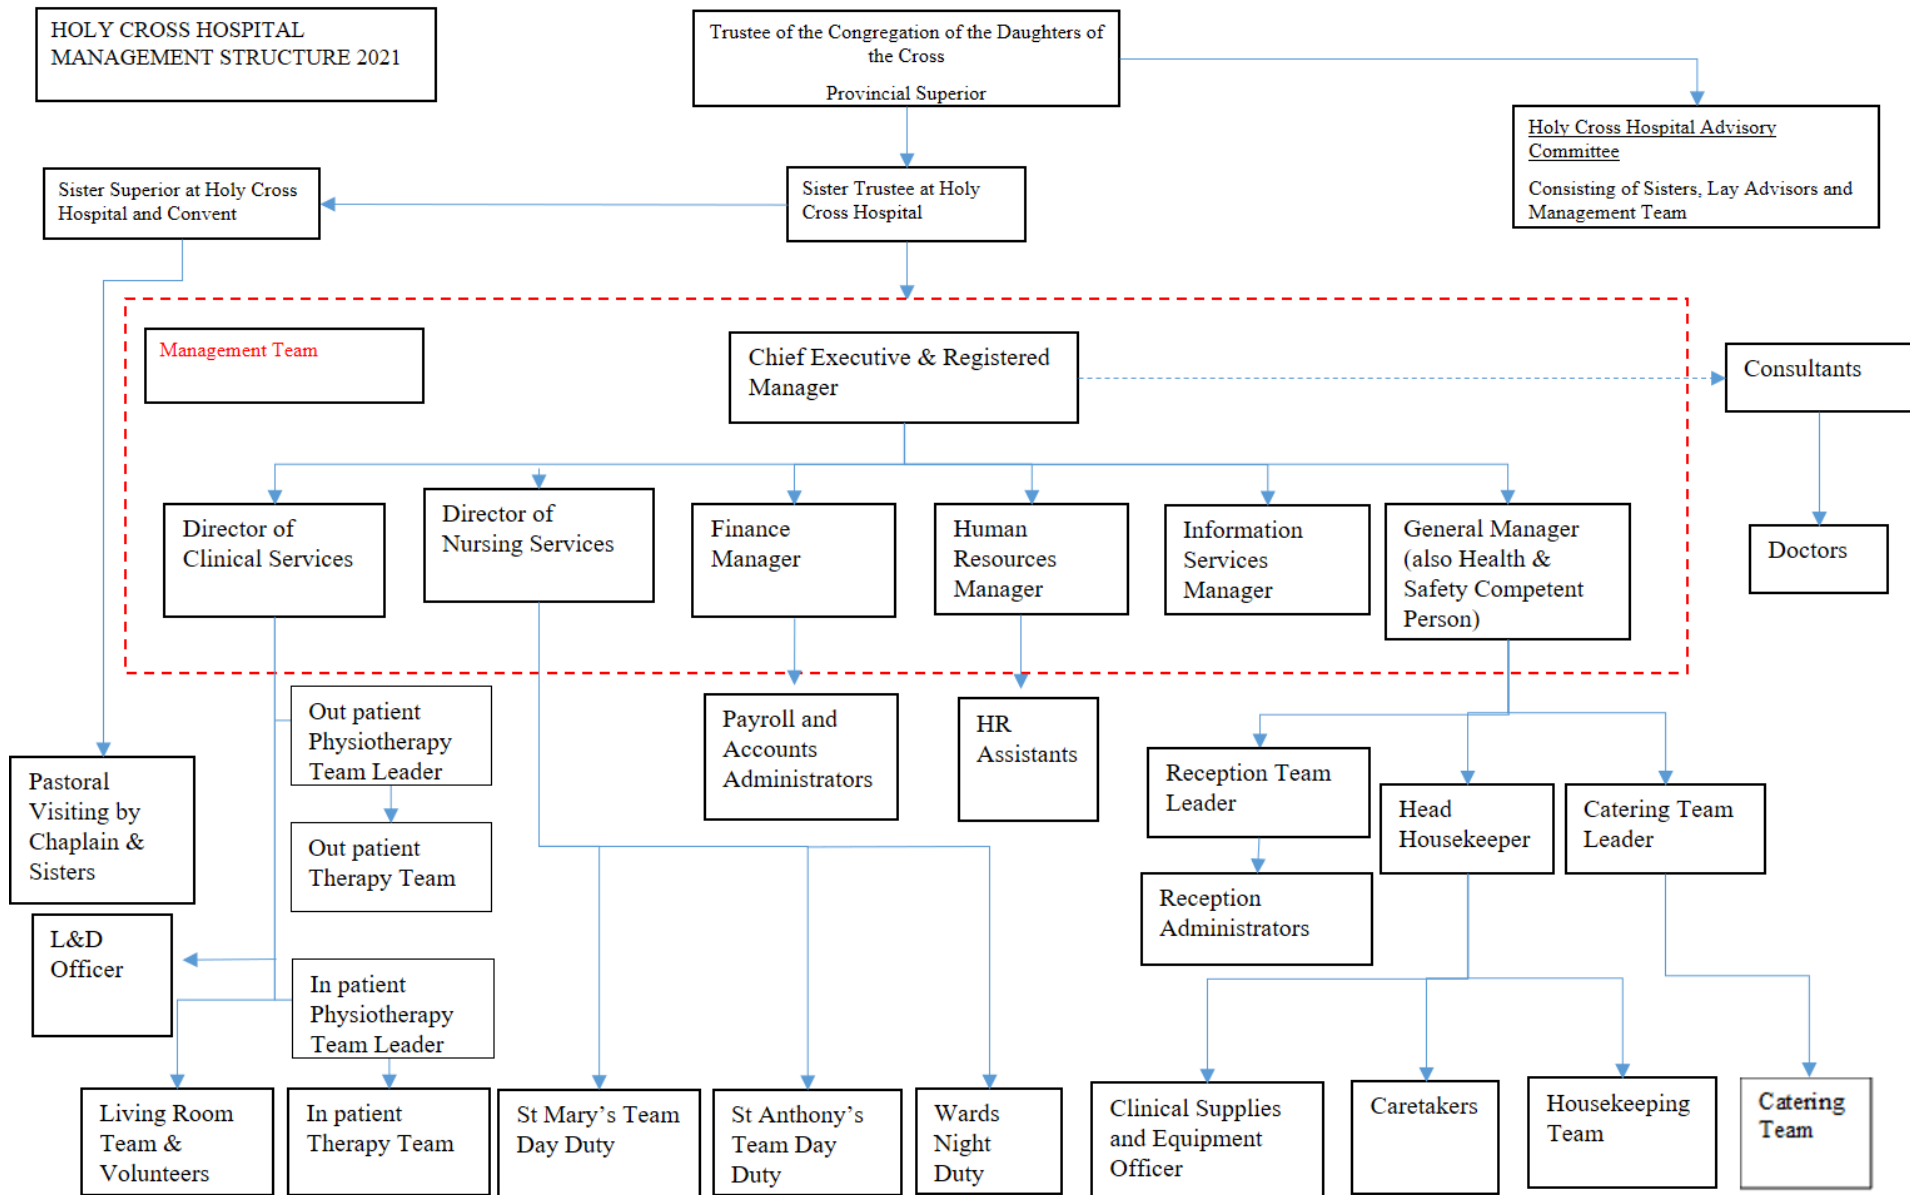 HOLY CROSS HOSPITAL
MANAGEMENT STRUCTURE 2021
Trustee of the Congregation of the Daughters of
the Cross
Provincial Superior
Holy Cross Hospital Advisory
Committee
Consisting of Sisters, Lay Advisors and
Management Team
Sister Superior at Holy Cross
Hospital and Convent
Sister Trustee at Holy
Cross Hospital
Management Team
Chief Executive & Registered
Manager
Consultants
Doctors
Director of
Clinical Services
Director of
Nursing Services
Finance
Manager
Human
Resources
Manager
Information
Services
Manager
General Manager
(also Health &
Safety Competent
Person)
Out patient
Physiotherapy
Team Leader
Payroll and
Accounts
Administrators
HR
Assistants
Reception Team
Leader
Head
Housekeeper
Catering Team
Leader
Pastoral
Visiting by
Chaplain &
Sisters
Out patient
Therapy Team
Reception
Administrators
L&D
Officer
In patient
Physiotherapy
Team Leader
Living Room
Team &
Volunteers
In patient
Therapy Team
St Mary’s Team
Day Duty
St Anthony’s
Team Day
Duty
Wards
Night
Duty
Clinical Supplies
and Equipment
Officer
Caretakers
Housekeeping
Team
Catering
Team